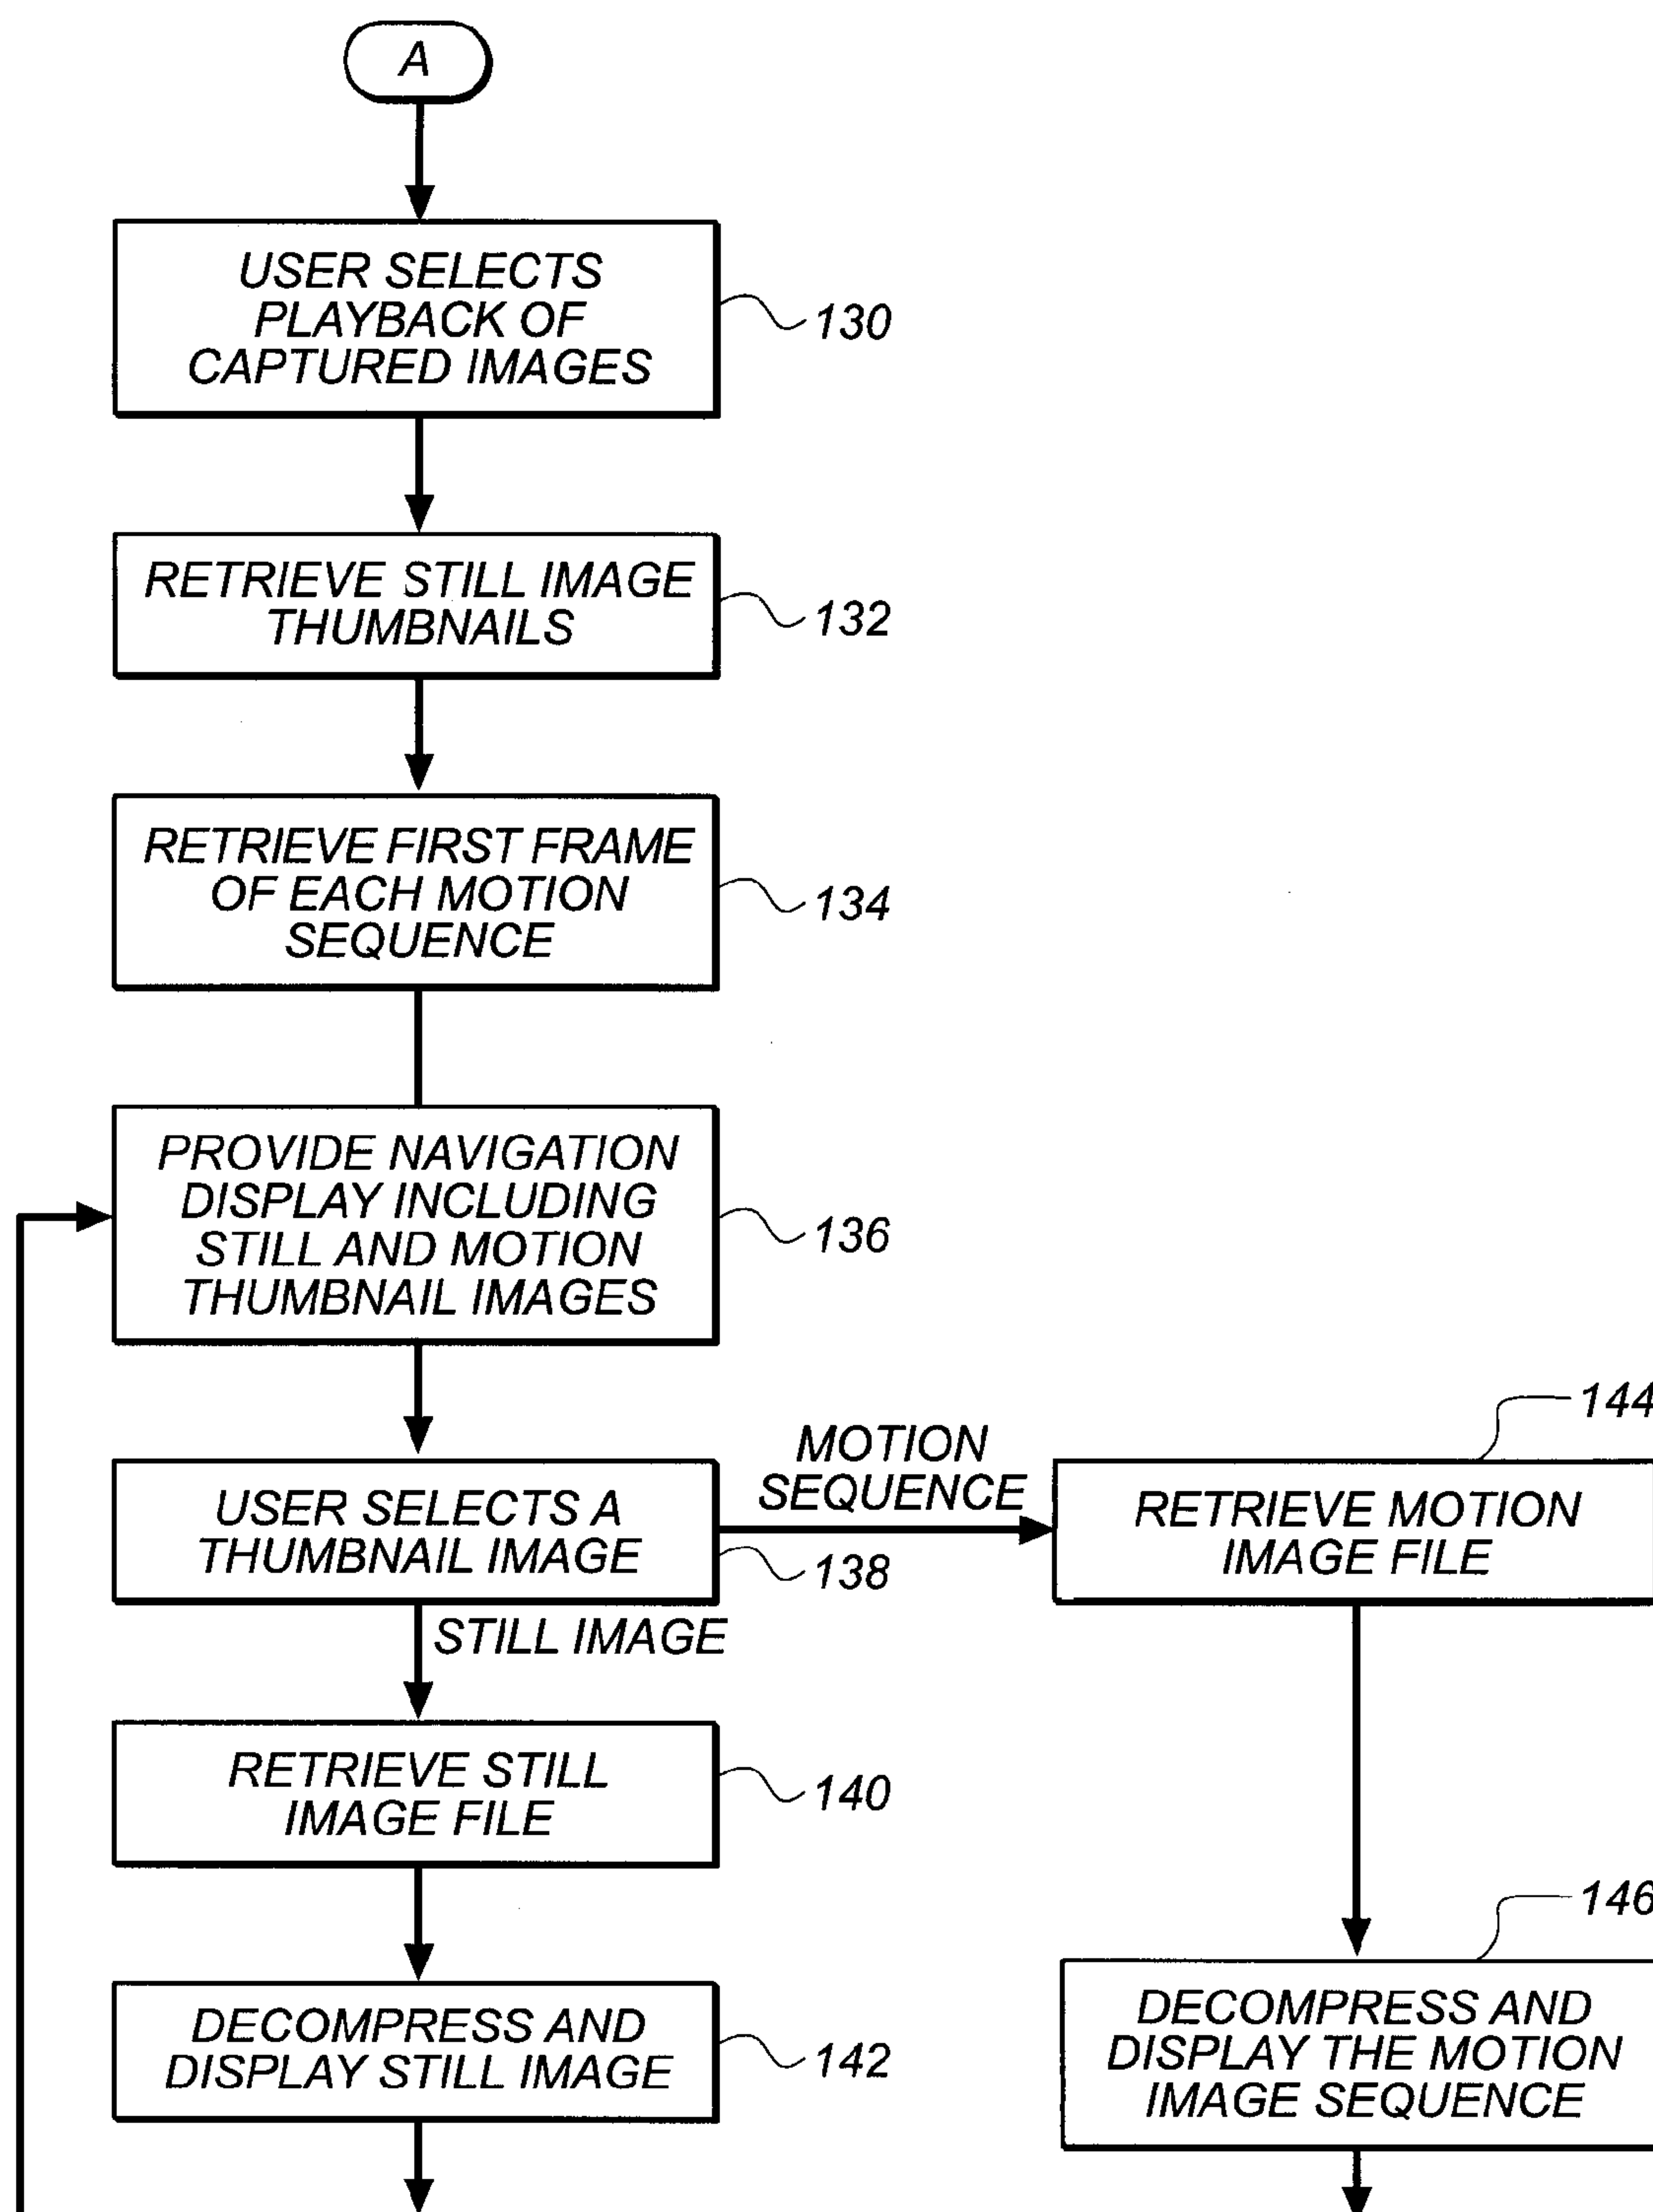 A
USER SELECTS
PLAYBACK OF
CAPTURED IMAGES
130
RETRIEVE STILL IMAGE
THUMBNAILS
132
RETRIEVE FIRST FRAME
OF EACH MOTION
SEQUENCE
134
PROVIDE NAVIGATION
DISPLAY INCLUDING
STILL AND MOTION
THUMBNAIL IMAGES
136
USER SELECTS A
THUMBNAIL IMAGE
138
MOTION
SEQUENCE
144
RETRIEVE MOTION
IMAGE FILE
STILL IMAGE
RETRIEVE STILL
IMAGE FILE
140
146
DECOMPRESS AND
DISPLAY STILL IMAGE
142
DECOMPRESS AND
DISPLAY THE MOTION
IMAGE SEQUENCE